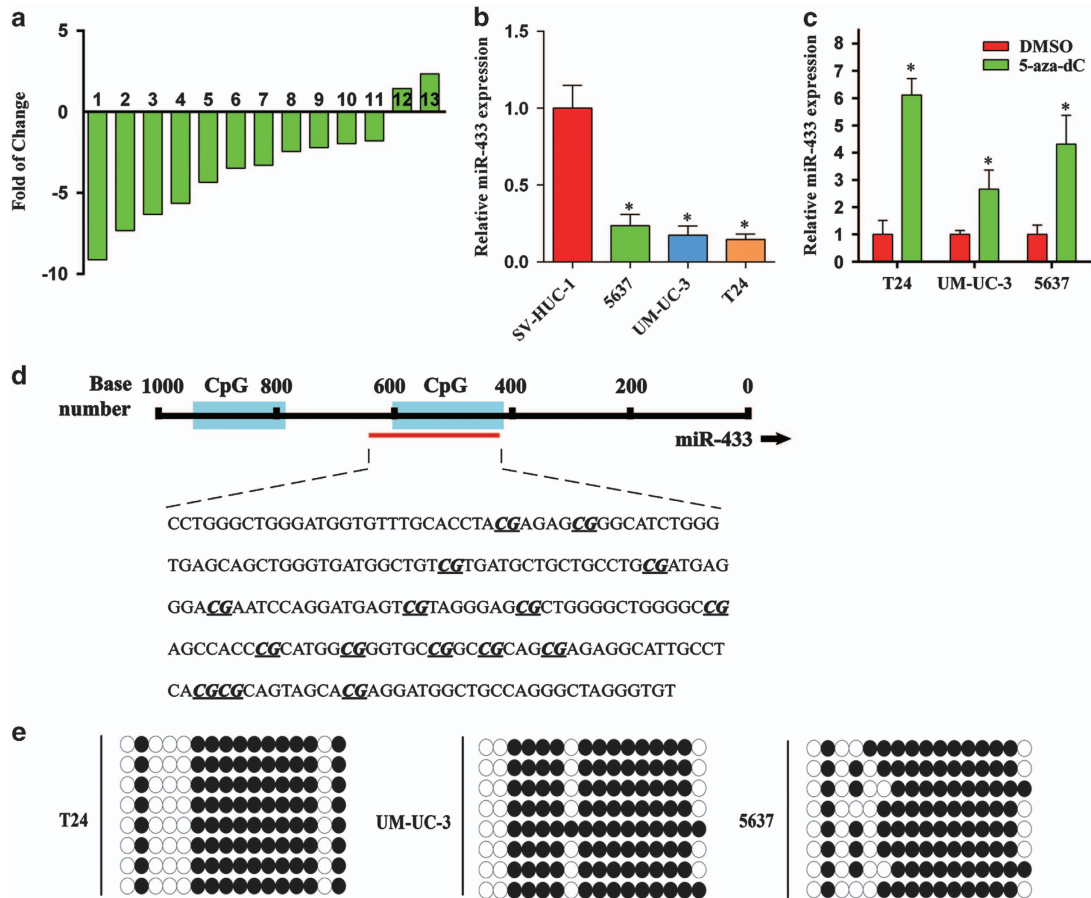 a
5
0
-5
-10
Fold of Change
1 2 3 4 5 6 7 8 9 10 11 12 13
b
Relative miR-433 expression
1.5
1.0
0.5
0.0
* * *
SV-HUC-1 5637 UM-UC-3 T24
c
Relative miR-433 expression
8
7
6
5
4
3
2
1
0
DMSO
5-aza-dC
* * *
T24 UM-UC-3 5637
d
Base number
1000 CpG 800 600 CpG 400 200 0
miR-433
CCTGGGCTGGGATGGTGTTTGCACCTACGAGAGCGGGCATCTGGG
TGAGCAGCTGGGTGATGGCTGTCGTGATGCTGCTGCCTGCGATGAG
GGACGAATCCAGGATGAGTCGTAGGGAGCGCTGGGGCTGGGGCCG
AGCCACCCGCATGGCGGGTGCCGGCCGCAGCGAGAGGCATTGCCT
CACGCGCAGTAGCACGAGGATGGCTGCCAGGGCTAGGGTGT
e
T24
UM-UC-3
5637